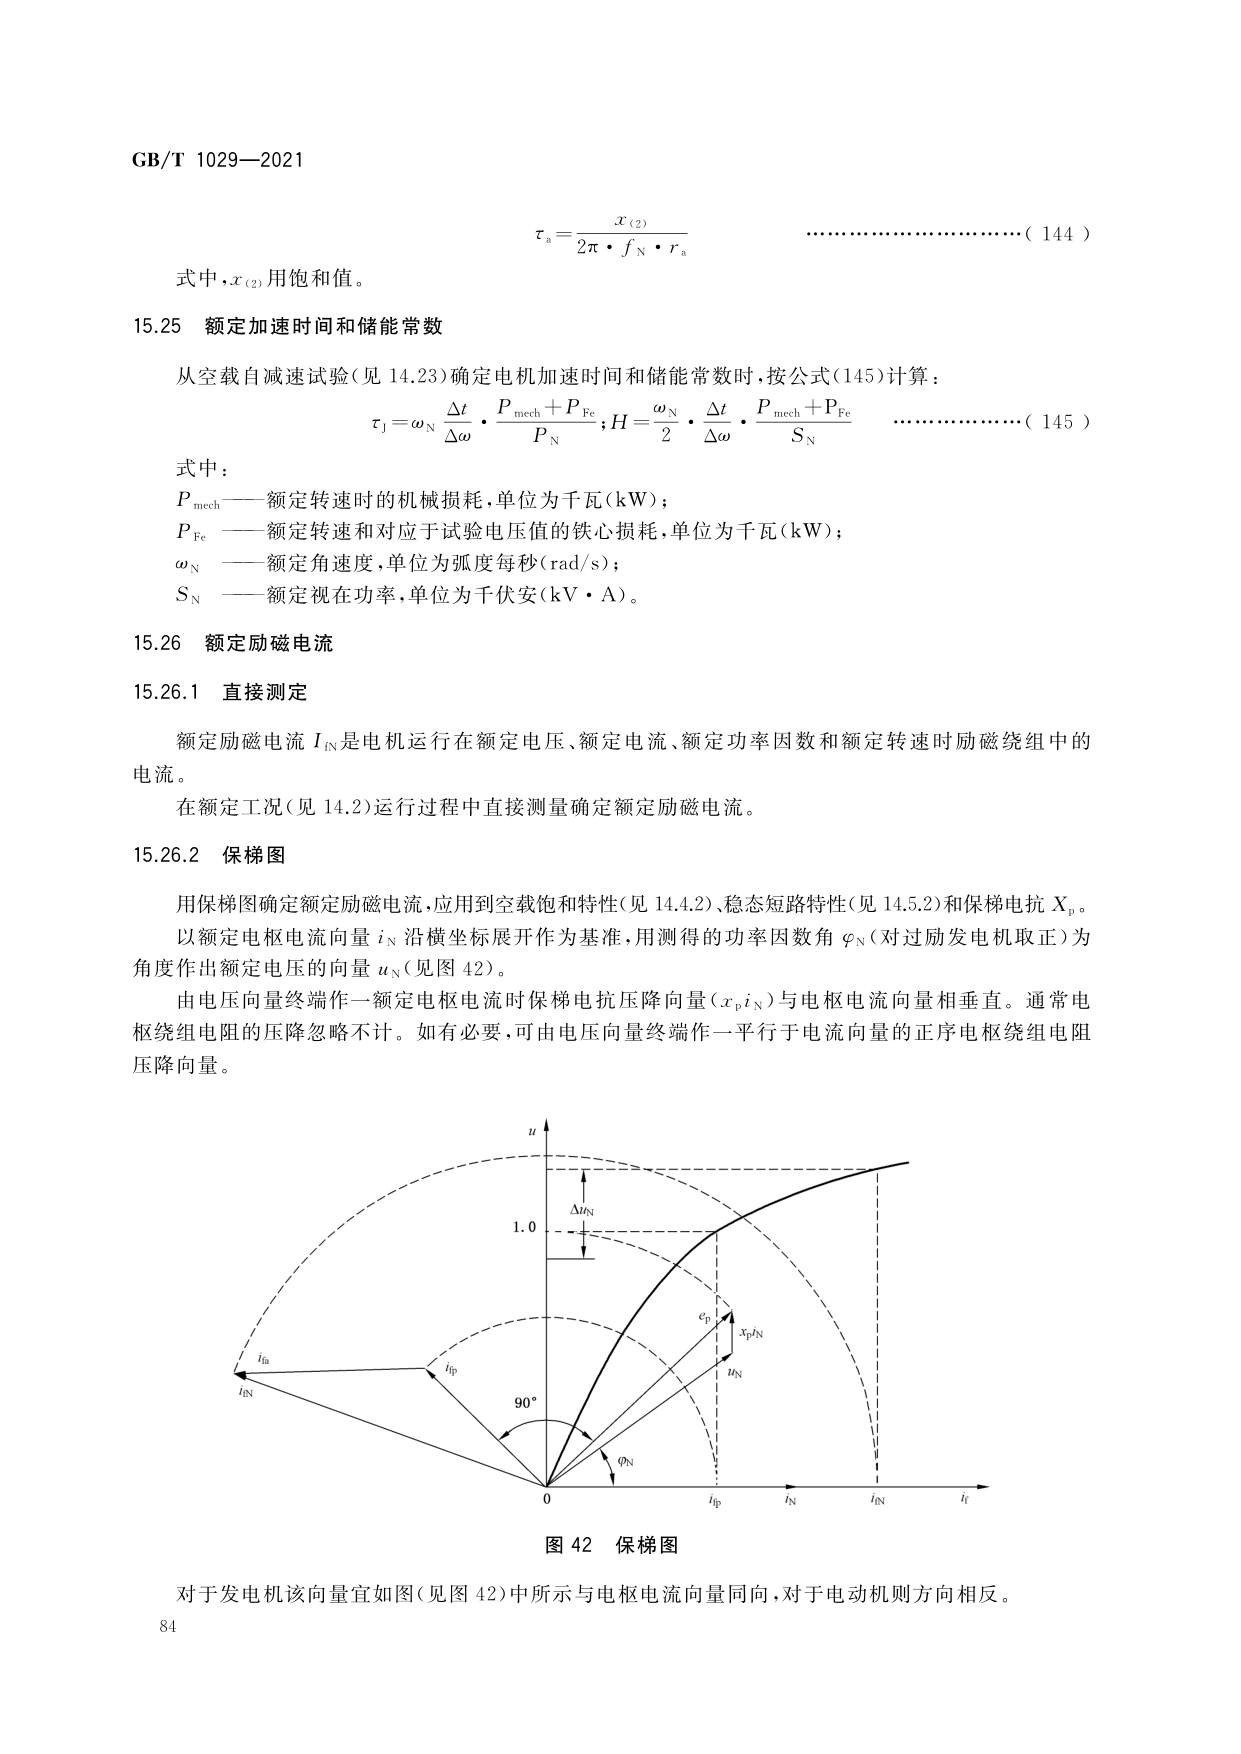 GB/T 1029—2021
τa=x(2)/(2π·fN·ra) …………………………( 144 )
式中,x(2)用饱和值。
15.25 额定加速时间和储能常数
从空载自减速试验(见 14.23)确定电机加速时间和储能常数时,按公式(145)计算:
τJ=ωN Δt/Δω·(Pmech+PFe)/PN;H=ωN/2·Δt/Δω·(Pmech+PFe)/SN ………………( 145 )
式中:
Pmech——额定转速时的机械损耗,单位为千瓦(kW);
PFe ——额定转速和对应于试验电压值的铁心损耗,单位为千瓦(kW);
ωN ——额定角速度,单位为弧度每秒(rad/s);
SN ——额定视在功率,单位为千伏安(kV·A)。
15.26 额定励磁电流
15.26.1 直接测定
额定励磁电流 IfN是电机运行在额定电压、额定电流、额定功率因数和额定转速时励磁绕组中的
电流。
在额定工况(见 14.2)运行过程中直接测量确定额定励磁电流。
15.26.2 保梯图
用保梯图确定额定励磁电流,应用到空载饱和特性(见 14.4.2)、稳态短路特性(见 14.5.2)和保梯电抗 Xp。
以额定电枢电流向量 iN 沿横坐标展开作为基准,用测得的功率因数角 φN(对过励发电机取正)为
角度作出额定电压的向量 uN(见图 42)。
由电压向量终端作一额定电枢电流时保梯电抗压降向量(xpiN)与电枢电流向量相垂直。通常电
枢绕组电阻的压降忽略不计。如有必要,可由电压向量终端作一平行于电流向量的正序电枢绕组电阻
压降向量。
u
ΔuN
1.0
ep
xpiN
ifa
ifp
uN
ifN
90°
φN
0
ifp
iN
ifN
if
图 42 保梯图
对于发电机该向量宜如图(见图 42)中所示与电枢电流向量同向,对于电动机则方向相反。
84